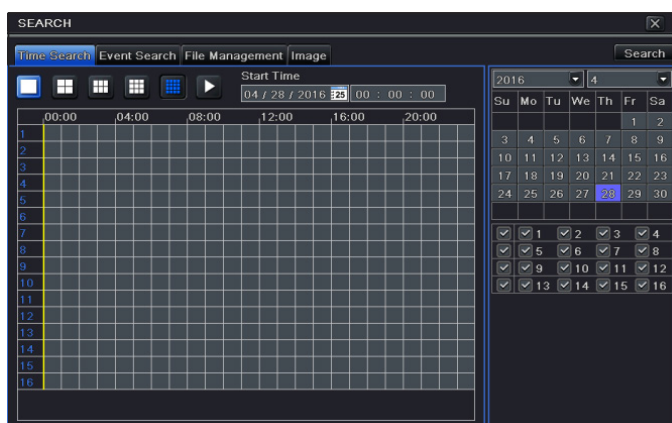 SEARCH
Time Search Event Search File Management Image Search
Start Time
04 / 28 / 2016 25 00 : 00 : 00
2016 4
Su Mo Tu We Th Fr Sa
1 2
3 4 5 6 7 8 9
10 11 12 13 14 15 16
17 18 19 20 21 22 23
24 25 26 27 28 29 30
00:00 04:00 08:00 12:00 16:00 20:00
1
2
3
4
5
6
7
8
9
10
11
12
13
14
15
16
1 2 3 4
5 6 7 8
9 10 11 12
13 14 15 16